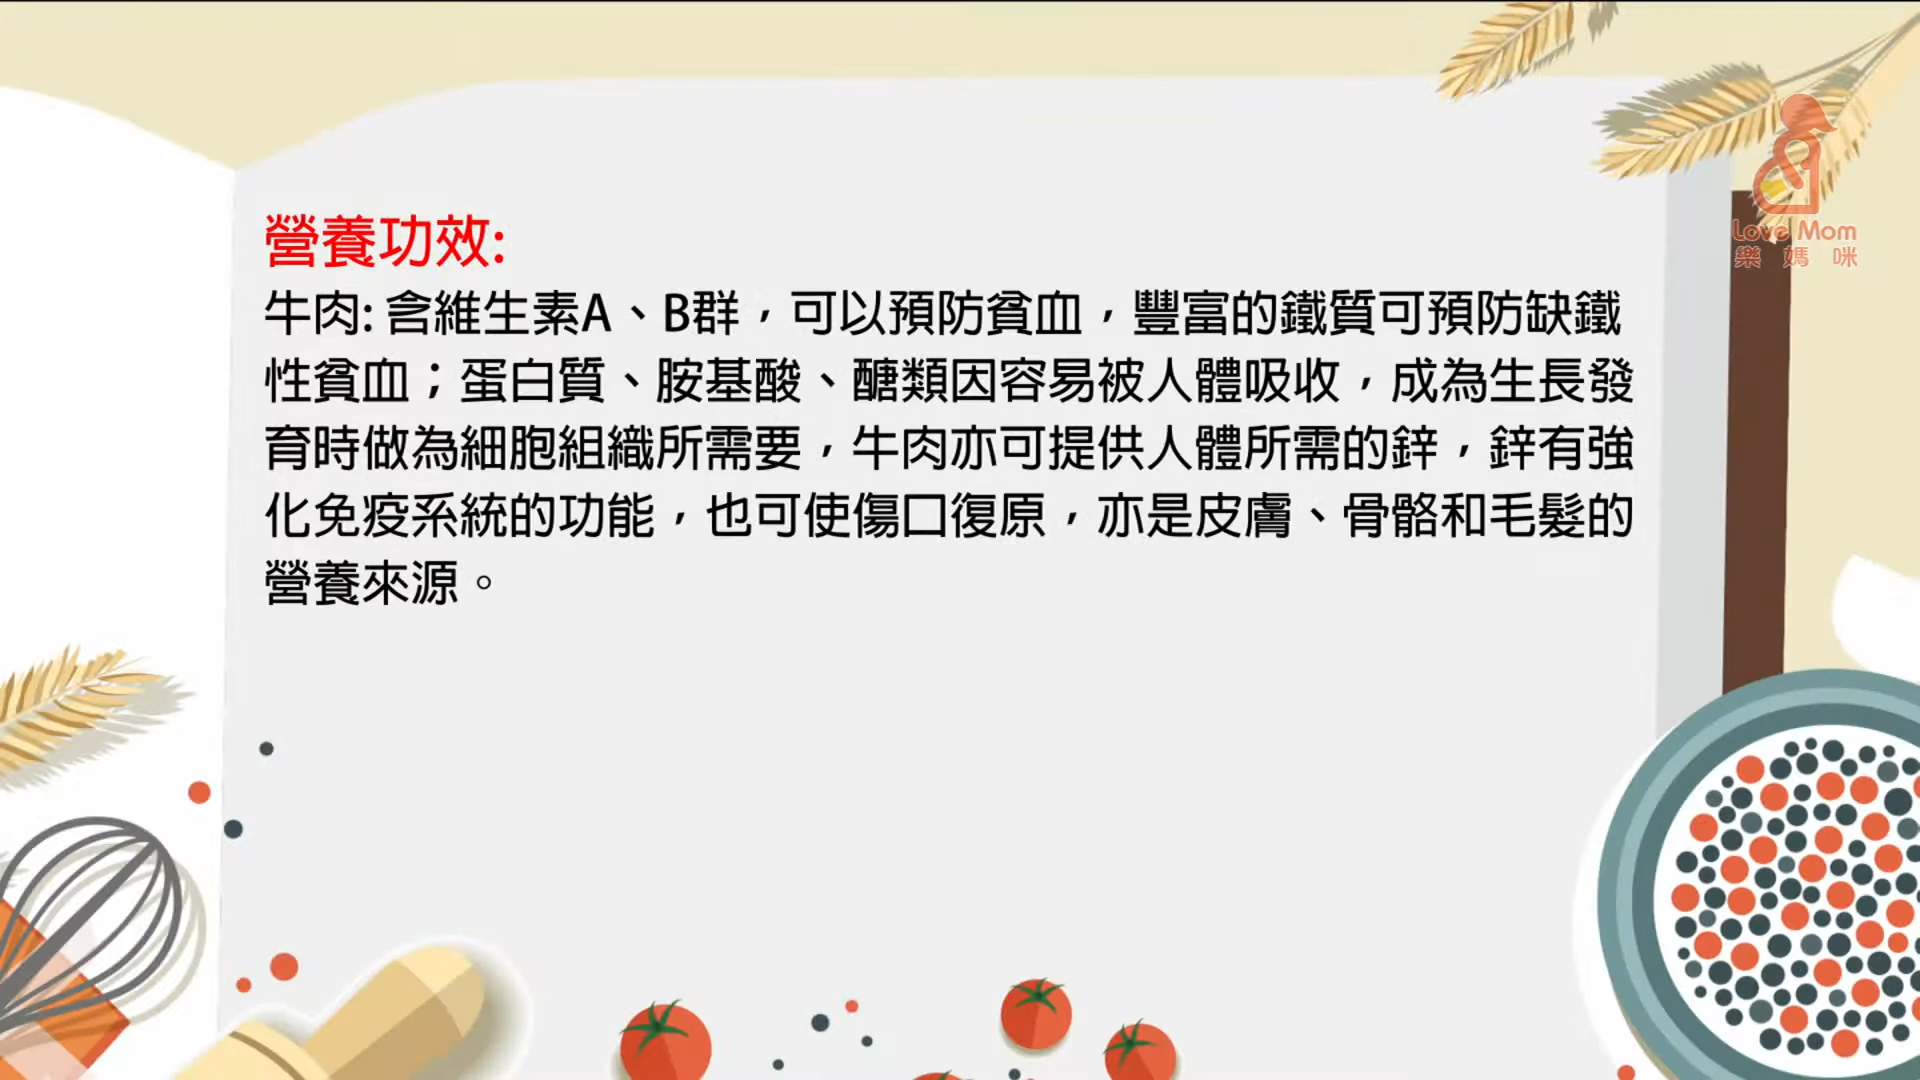 Love Mom
樂媽咪
營養功效:
牛肉: 含維生素A、B群，可以預防貧血，豐富的鐵質可預防缺鐵
性貧血；蛋白質、胺基酸、醣類因容易被人體吸收，成為生長發
育時做為細胞組織所需要，牛肉亦可提供人體所需的鋅，鋅有強
化免疫系統的功能，也可使傷口復原，亦是皮膚、骨骼和毛髮的
營養來源。